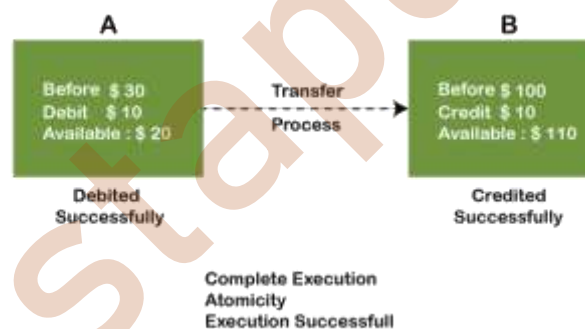 A
B
Before $ 30
Debit $ 10
Available : $ 20
Transfer
Process
Before $ 100
Credit $ 10
Available : $ 110
Debited
Successfully
Credited
Successfully
Complete Execution
Atomicity
Execution Successfull